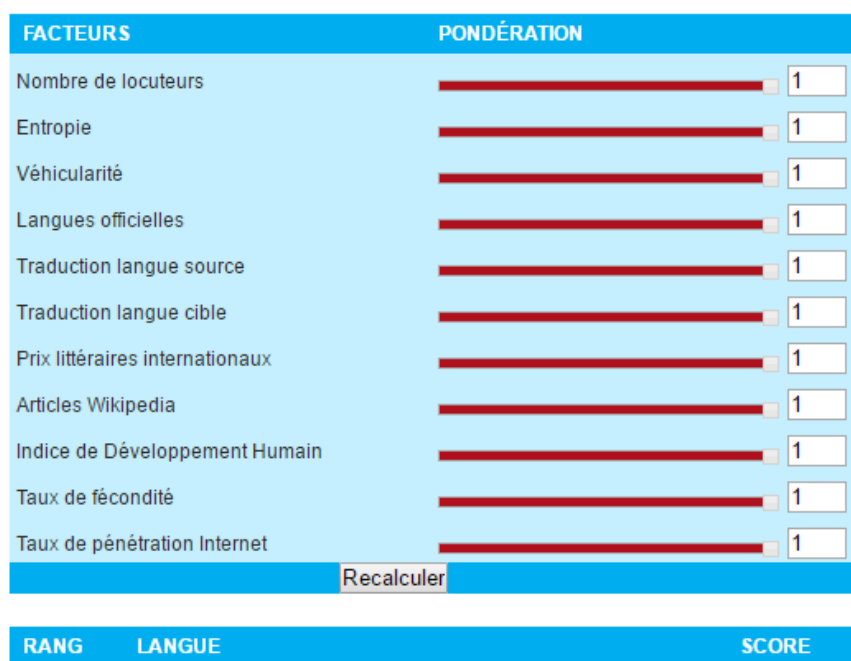 FACTEURS PONDÉRATION
Nombre de locuteurs 1
Entropie 1
Véhicularité 1
Langues officielles 1
Traduction langue source 1
Traduction langue cible 1
Prix littéraires internationaux 1
Articles Wikipedia 1
Indice de Développement Humain 1
Taux de fécondité 1
Taux de pénétration Internet 1
Recalculer
RANG LANGUE SCORE